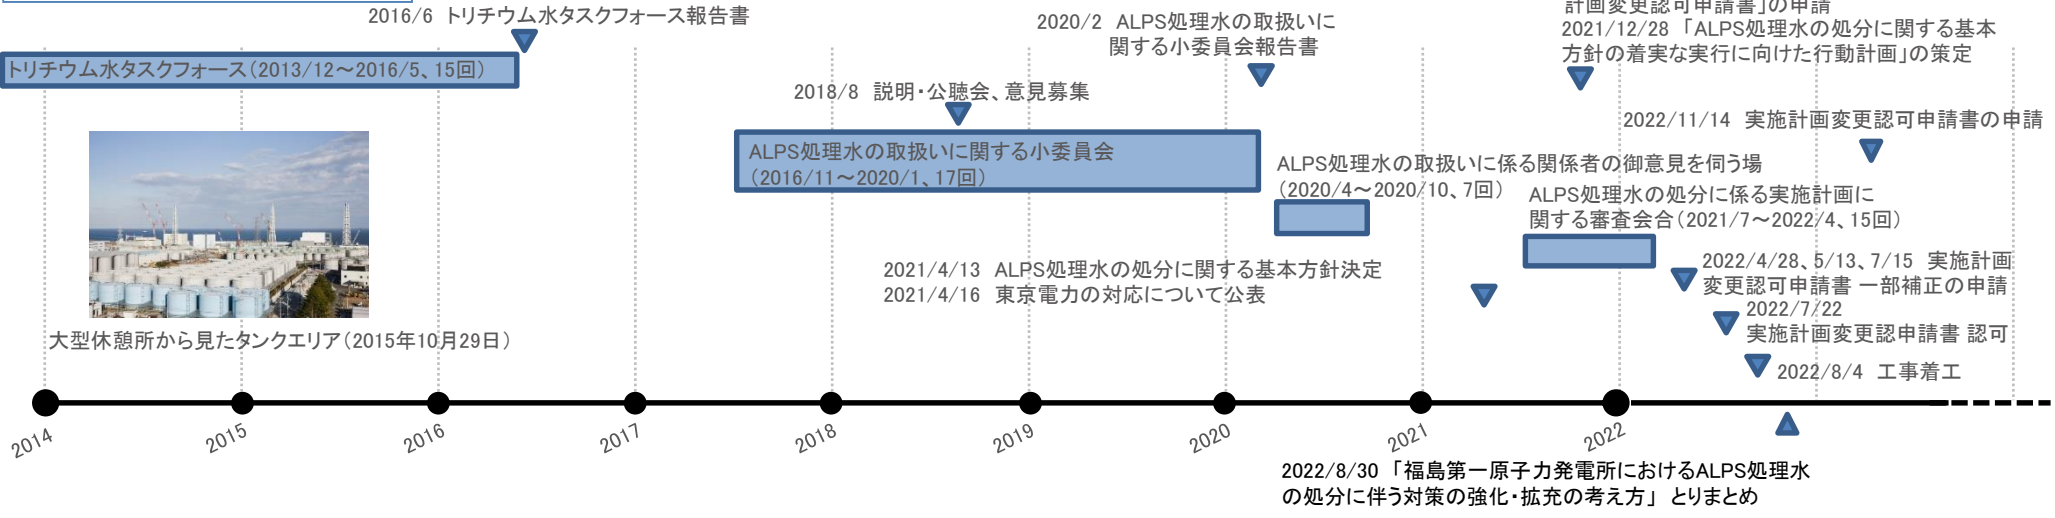 2016/6 トリチウム水タスクフォース報告書
トリチウム水タスクフォース(2013/12～2016/5、15回)
2018/8 説明・公聴会、意見募集
2020/2 ALPS処理水の取扱いに
関する小委員会報告書
計画変更認可申請書」の申請
2021/12/28 「ALPS処理水の処分に関する基本
方針の着実な実行に向けた行動計画」の策定
2022/11/14 実施計画変更認可申請書の申請
ALPS処理水の取扱いに関する小委員会
(2016/11～2020/1、17回)
ALPS処理水の取扱いに係る関係者の御意見を伺う場
(2020/4～2020/10、7回)
ALPS処理水の処分に係る実施計画に
関する審査会合(2021/7～2022/4、15回)
2021/4/13 ALPS処理水の処分に関する基本方針決定
2021/4/16 東京電力の対応について公表
2022/4/28、5/13、7/15 実施計画
変更認可申請書 一部補正の申請
2022/7/22
実施計画変更認申請書 認可
2022/8/4 工事着工
大型休憩所から見たタンクエリア(2015年10月29日)
2014
2015
2016
2017
2018
2019
2020
2021
2022
2022/8/30 「福島第一原子力発電所におけるALPS処理水
の処分に伴う対策の強化・拡充の考え方」 とりまとめ